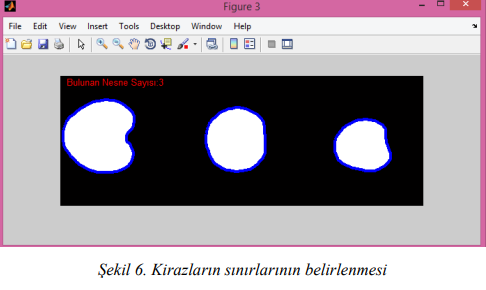 Figure 3
File Edit View Insert Tools Desktop Window Help
Bulunan Nesne Sayısı:3
Şekil 6. Kirazların sınırlarının belirlenmesi